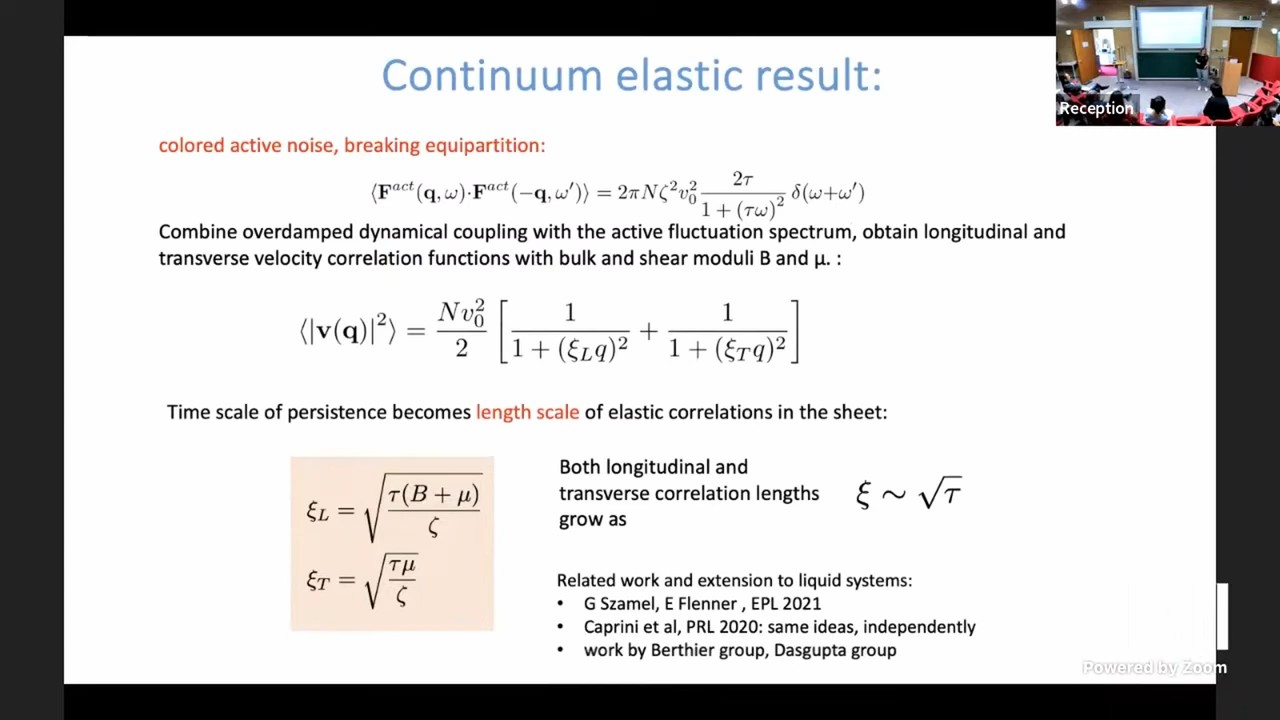 Continuum elastic result:
Reception
colored active noise, breaking equipartition:
⟨F^{act}(q, ω)·F^{act}(−q, ω′)⟩ = 2πNζ²v₀² 2τ / (1 + (τω)²) δ(ω+ω′)
Combine overdamped dynamical coupling with the active fluctuation spectrum, obtain longitudinal and
transverse velocity correlation functions with bulk and shear moduli B and μ. :
⟨|v(q)|²⟩ = Nv₀² / 2 [ 1 / (1 + (ξ_L q)²) + 1 / (1 + (ξ_T q)²) ]
Time scale of persistence becomes length scale of elastic correlations in the sheet:
ξ_L = √(τ(B + μ) / ζ)
ξ_T = √(τμ / ζ)
Both longitudinal and
transverse correlation lengths
grow as
ξ ∼ √τ
Related work and extension to liquid systems:
• G Szamel, E Flenner , EPL 2021
• Caprini et al, PRL 2020: same ideas, independently
• work by Berthier group, Dasgupta group
Powered by Zoom